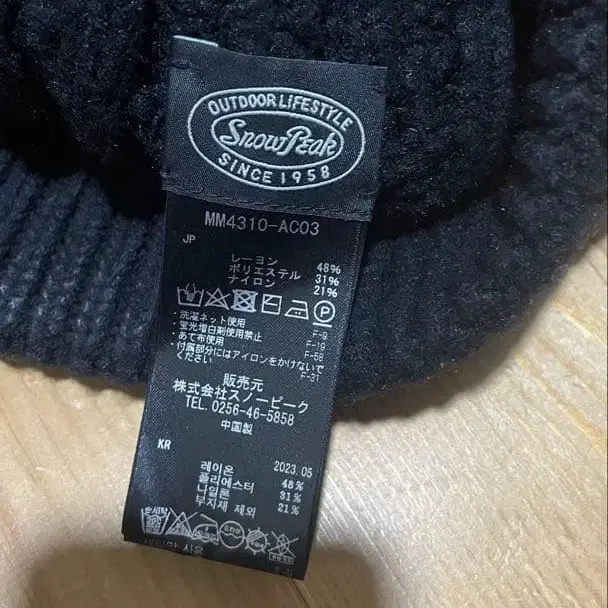 OUTDOOR LIFESTYLE
Snow Peak
SINCE 1958
MM4310-AC03
JP
レーヨン 48%
ポリエステル 31%
ナイロン 21%
・洗濯ネット使用 F-9
・蛍光増白剤使用禁止 F-19
・あて布使用 F-68
・付属部分にはアイロンをかけないで
ください F-31
販売元
株式会社スノーピーク
TEL. 0256-46-5858
中国製
KR
2023.05
레이온 48%
폴리에스터 31%
나일론 21%
부자재 제외